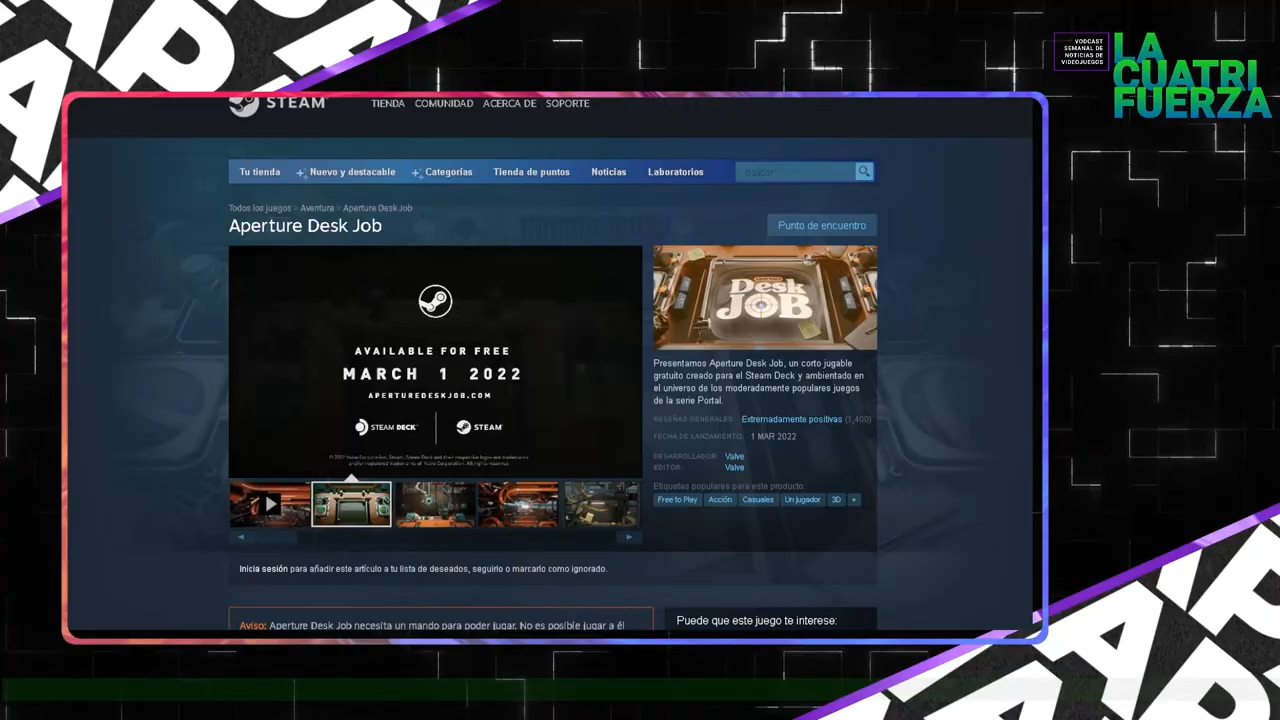 VODCAST
SEMANAL DE
NOTICIAS DE
VIDEOJUEGOS
LA
CUATRI
FUERZA
STEAM
TIENDA COMUNIDAD ACERCA DE SOPORTE
Tu tienda Nuevo y destacable Categorías Tienda de puntos Noticias Laboratorios buscar
Todos los juegos > Aventura > Aperture Desk Job
Aperture Desk Job
Punto de encuentro
AVAILABLE FOR FREE
MARCH 1 2022
APERTUREDESKJOB.COM
STEAM DECK
STEAM
Desk
JOB
Presentamos Aperture Desk Job, un corto jugable
gratuito creado para el Steam Deck y ambientado en
el universo de los moderadamente populares juegos
de la serie Portal.
RESEÑAS GENERALES: Extremadamente positivas (1,400)
FECHA DE LANZAMIENTO: 1 MAR 2022
DESARROLLADOR: Valve
EDITOR: Valve
Etiquetas populares para este producto:
Free to Play Acción Casuales Un jugador 3D +
Inicia sesión para añadir este artículo a tu lista de deseados, seguirlo o marcarlo como ignorado.
Aviso: Aperture Desk Job necesita un mando para poder jugar. No es posible jugar a él
Puede que este juego te interese: